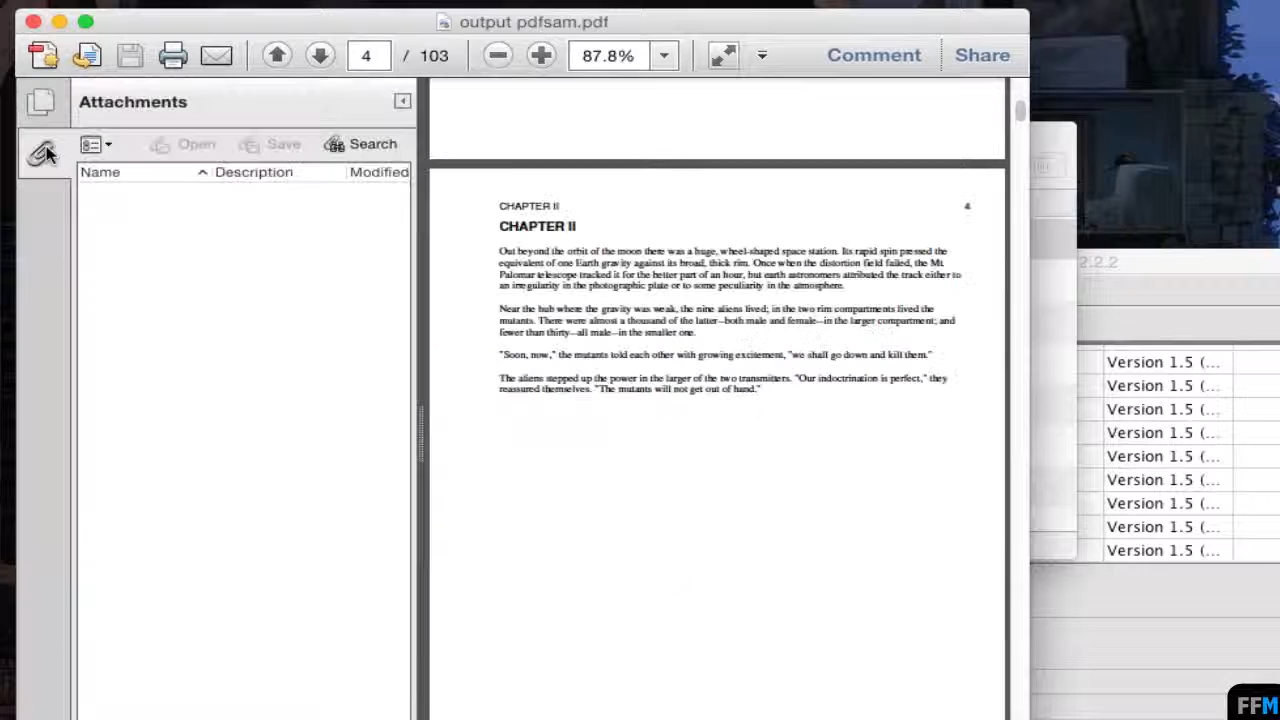 output pdfsam.pdf
4 / 103
87.8%
Comment
Share
Attachments
Open
Save
Search
Name
Description
Modified
CHAPTER II
4
CHAPTER II
Out beyond the orbit of the moon there was a huge, wheel-shaped space station. Its rapid spin pressed the
equivalent of one Earth gravity against its broad, thick rim. Once when the distortion field failed, the Mt.
Palomar telescope tracked it for the better part of an hour, but earth astronomers attributed the track either to
an irregularity in the photographic plate or to some peculiarity in the atmosphere.
Near the hub where the gravity was weak, the nine aliens lived; in the two rim compartments lived the
mutants. There were almost a thousand of the latter--both male and female--in the larger compartment; and
fewer than thirty--all male--in the smaller one.
"Soon, now," the mutants told each other with growing excitement, "we shall go down and kill them."
The aliens stepped up the power in the larger of the two transmitters. "Our indoctrination is perfect," they
reassured themselves. "The mutants will not get out of hand."
2.2.2
Version 1.5 (...
Version 1.5 (...
Version 1.5 (...
Version 1.5 (...
Version 1.5 (...
Version 1.5 (...
Version 1.5 (...
Version 1.5 (...
Version 1.5 (...
FFM